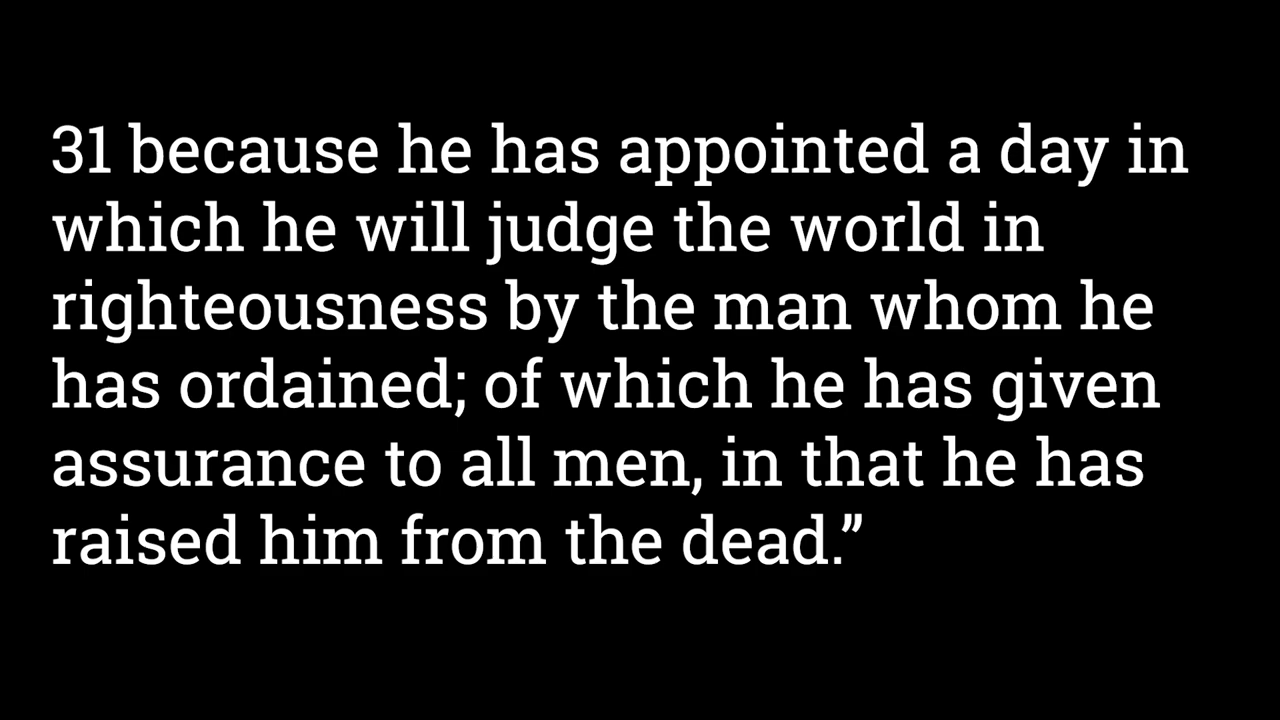 31 because he has appointed a day in
which he will judge the world in
righteousness by the man whom he
has ordained; of which he has given
assurance to all men, in that he has
raised him from the dead.”